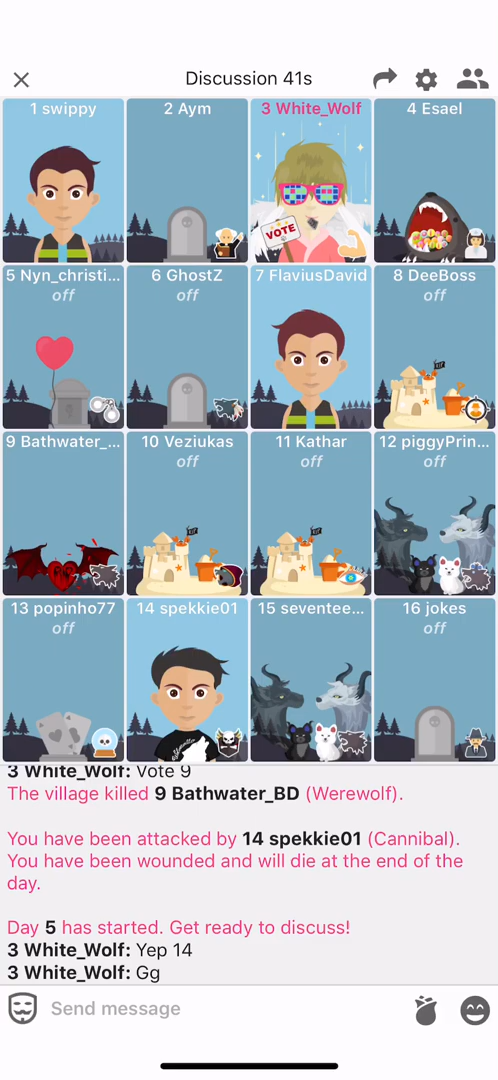 Discussion 41s
1 swippy
2 Aym
3 White_Wolf
4 Esael
VOTE
5 Nyn_christi...
off
6 GhostZ
off
7 FlaviusDavid
8 DeeBoss
off
9 Bathwater_...
10 Veziukas
off
11 Kathar
off
12 piggyPrin...
off
13 popinho77
off
14 spekkie01
15 seventee...
16 jokes
off
3 White_Wolf: Vote 9
The village killed 9 Bathwater_BD (Werewolf).
You have been attacked by 14 spekkie01 (Cannibal).
You have been wounded and will die at the end of the
day.
Day 5 has started. Get ready to discuss!
3 White_Wolf: Yep 14
3 White_Wolf: Gg
Send message